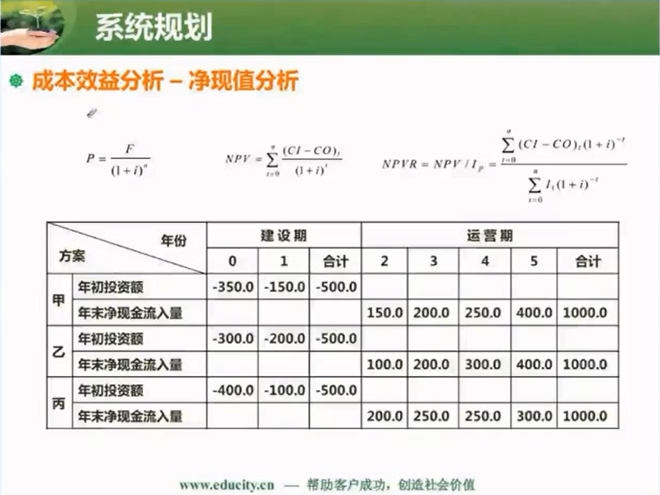 系统规划
成本效益分析 – 净现值分析
P = F / (1+i)^n
NPV = \sum_{t=0}^{n} (CI-CO)_t / (1+i)^t
NPVR = NPV / I_P = \sum_{t=0}^{n} (CI-CO)_t (1+i)^{-t} / \sum_{t=0}^{n} I_t (1+i)^{-t}
年份 建设期 运营期
方案 0 1 合计 2 3 4 5 合计
甲 年初投资额 -350.0 -150.0 -500.0
年末净现金流入量 150.0 200.0 250.0 400.0 1000.0
乙 年初投资额 -300.0 -200.0 -500.0
年末净现金流入量 100.0 200.0 300.0 400.0 1000.0
丙 年初投资额 -400.0 -100.0 -500.0
年末净现金流入量 200.0 250.0 250.0 300.0 1000.0
www.educity.cn — 帮助客户成功，创造社会价值